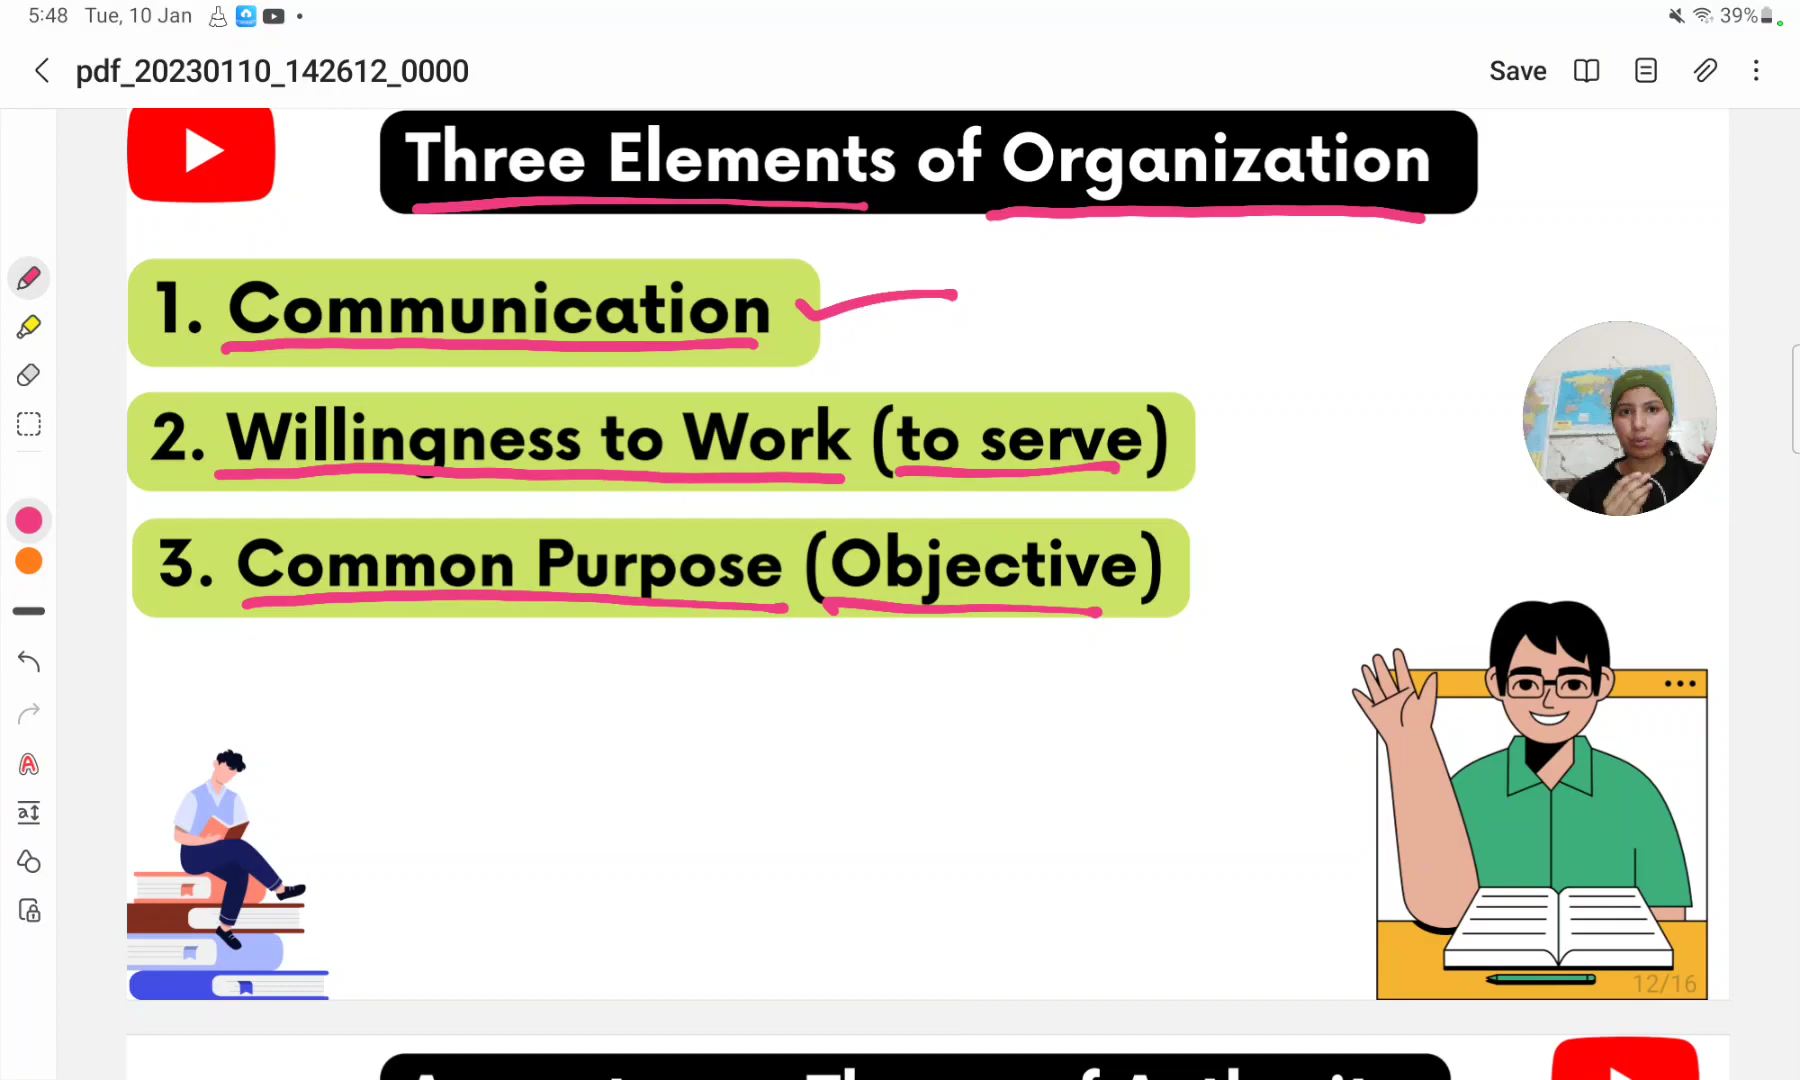 5:48 Tue, 10 Jan
39%
pdf_20230110_142612_0000
Save
Three Elements of Organization
1. Communication
2. Willingness to Work (to serve)
3. Common Purpose (Objective)
12/16